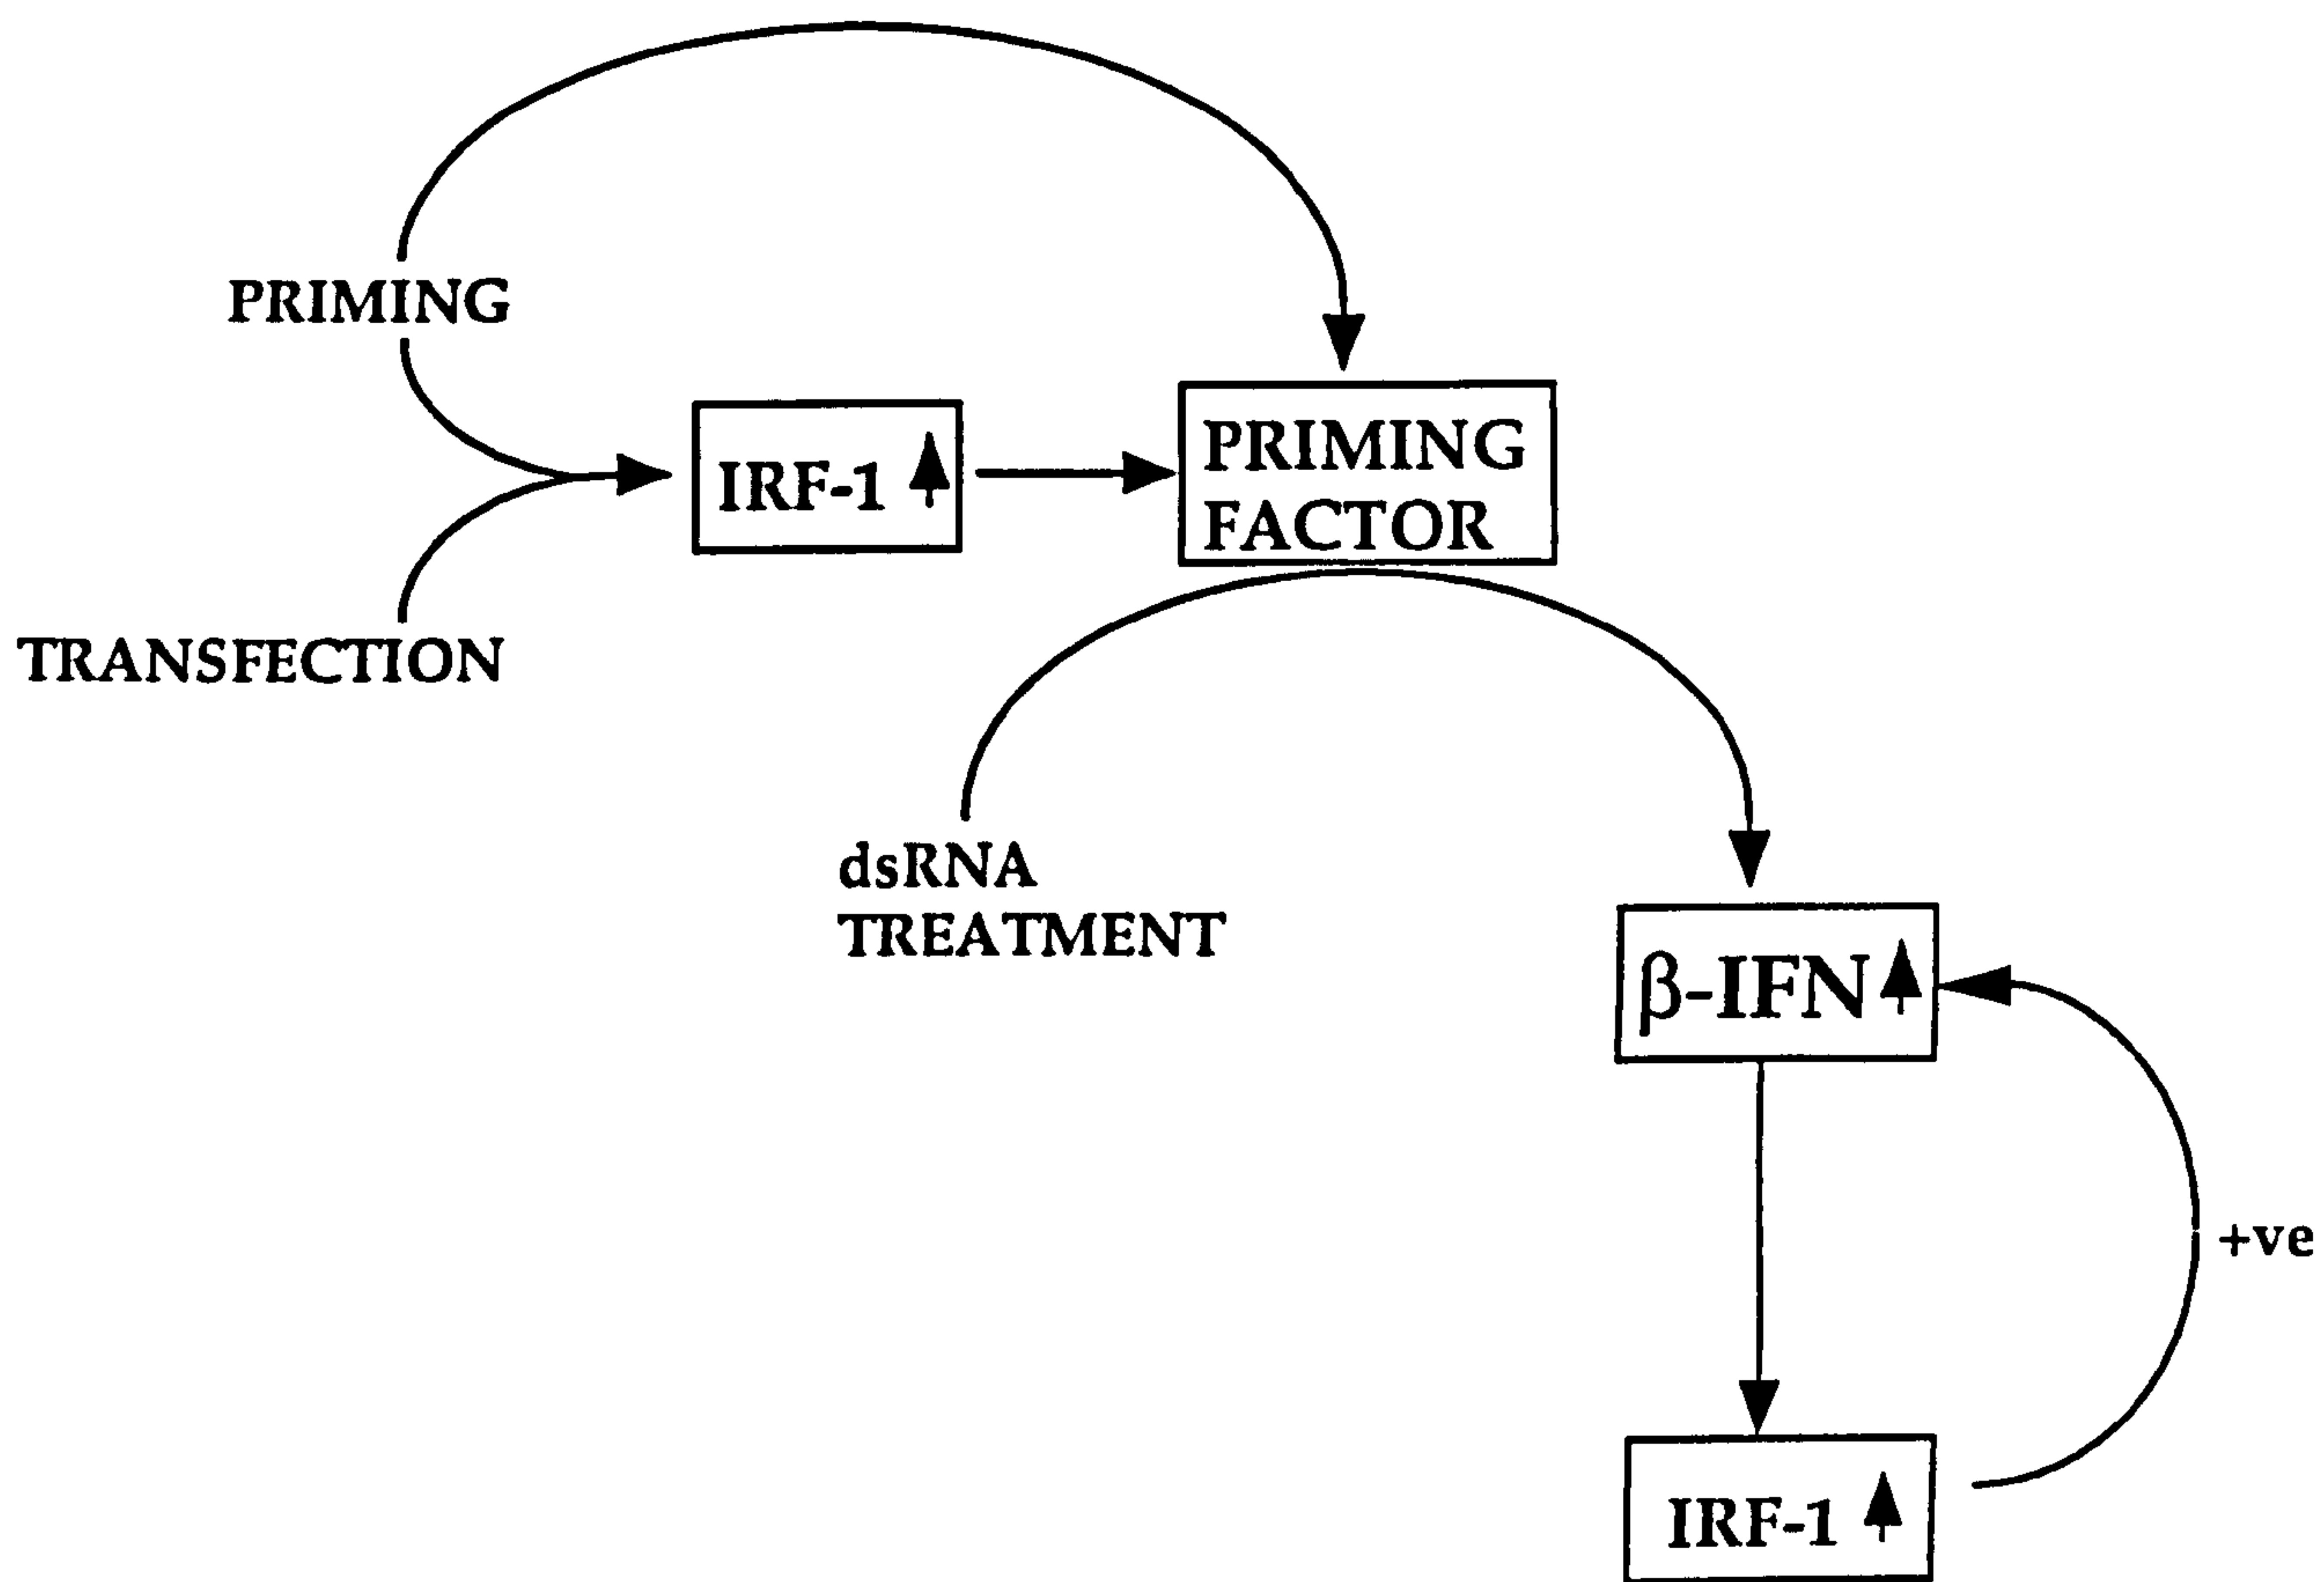 PRIMING
IRF-1
PRIMING
FACTOR
TRANSFECTION
dsRNA
TREATMENT
β-IFN
+ve
IRF-1